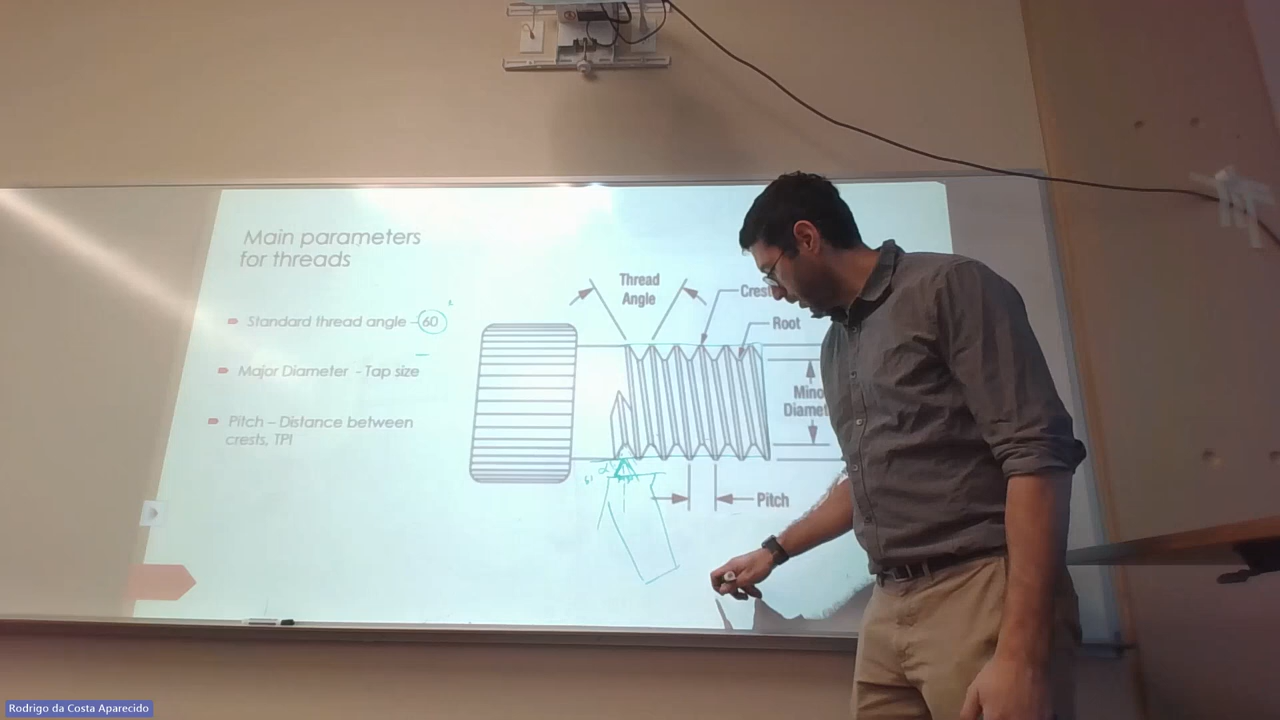 Main parameters
for threads
Standard thread angle – 60
Major Diameter - Tap size
Pitch – Distance between
crests, TPI
Thread
Angle
Crest
Root
Mino
Diamet
Pitch
Rodrigo da Costa Aparecido